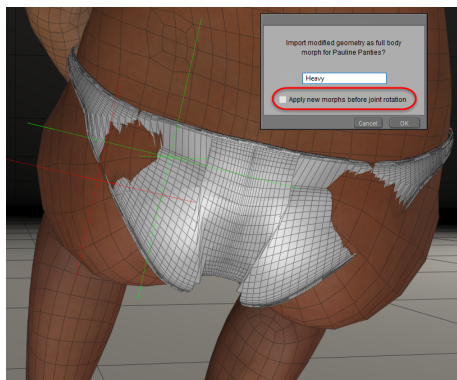 Import modified geometry as full body
morph for Pauline Panties?
Heavy
Apply new morphs before joint rotation
Cancel
OK